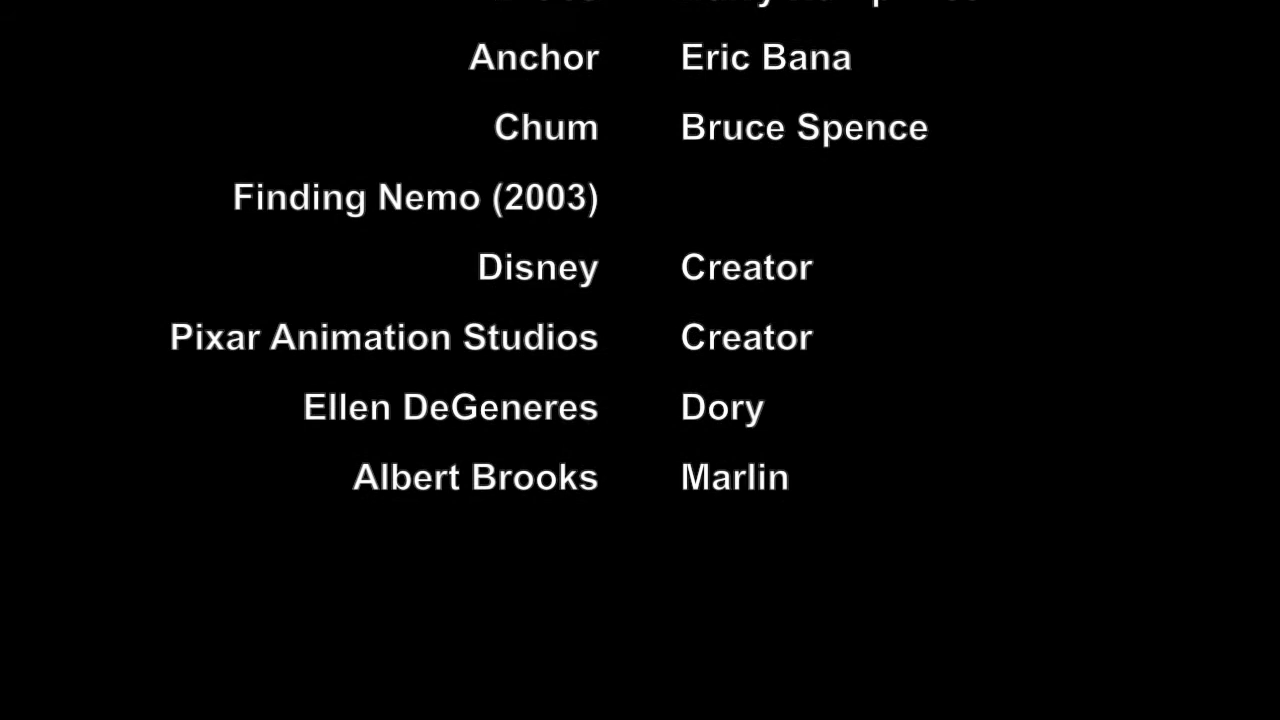 Anchor Eric Bana
Chum Bruce Spence
Finding Nemo (2003)
Disney Creator
Pixar Animation Studios Creator
Ellen DeGeneres Dory
Albert Brooks Marlin